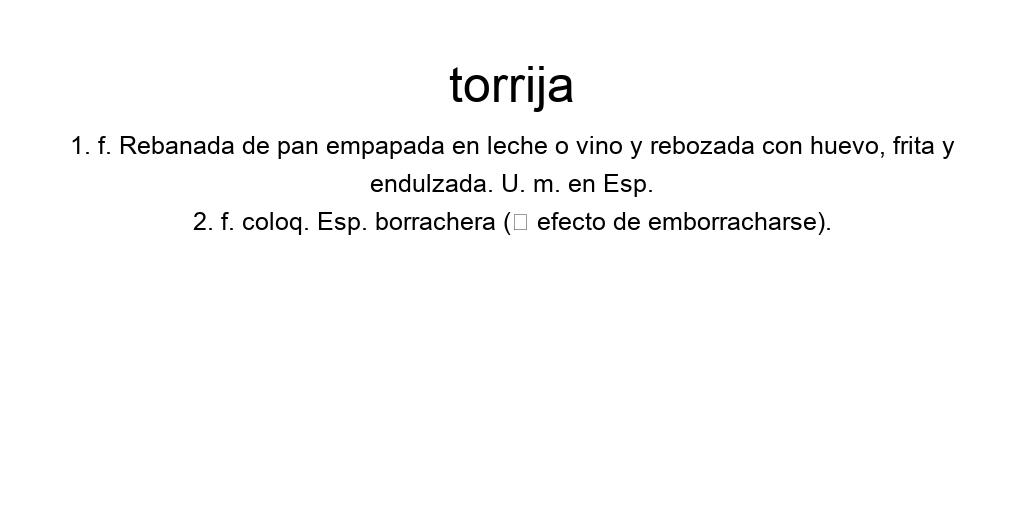 torrija
1. f. Rebanada de pan empapada en leche o vino y rebozada con huevo, frita y
endulzada. U. m. en Esp.
2. f. coloq. Esp. borrachera (▯ efecto de emborracharse).